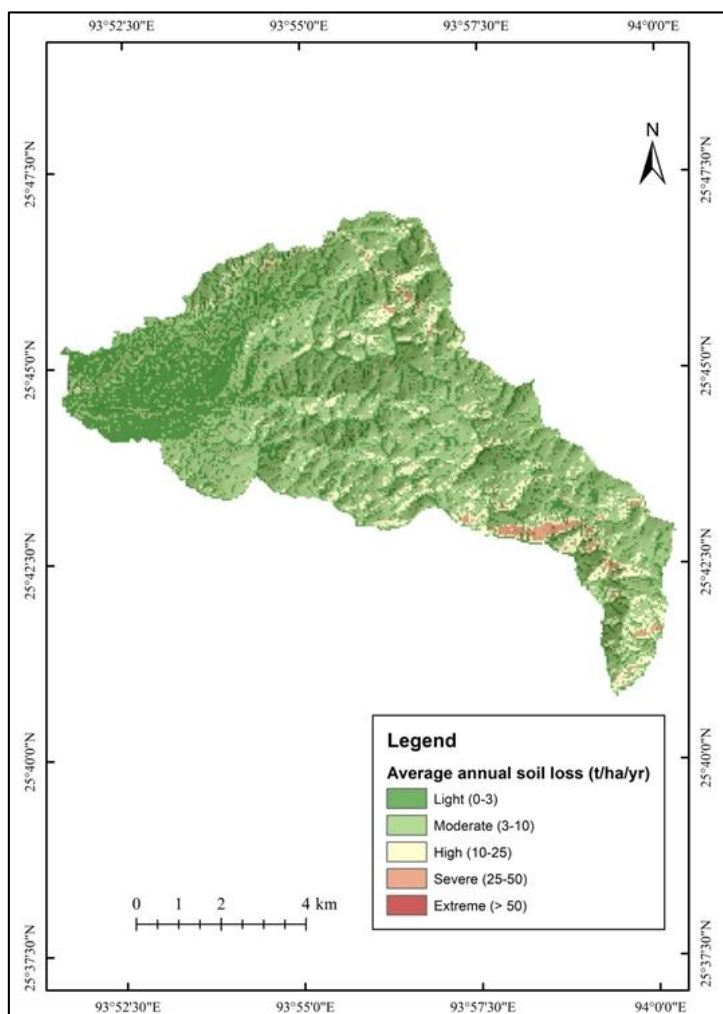 93°52'30"E 93°55'0"E 93°57'30"E 94°0'0"E
N
25°47'30"N 25°47'30"N
25°45'0"N 25°45'0"N
25°42'30"N 25°42'30"N
25°40'0"N 25°40'0"N
25°37'30"N 25°37'30"N
Legend
Average annual soil loss (t/ha/yr)
Light (0-3)
Moderate (3-10)
High (10-25)
Severe (25-50)
Extreme (> 50)
0 1 2 4 km
93°52'30"E 93°55'0"E 93°57'30"E 94°0'0"E